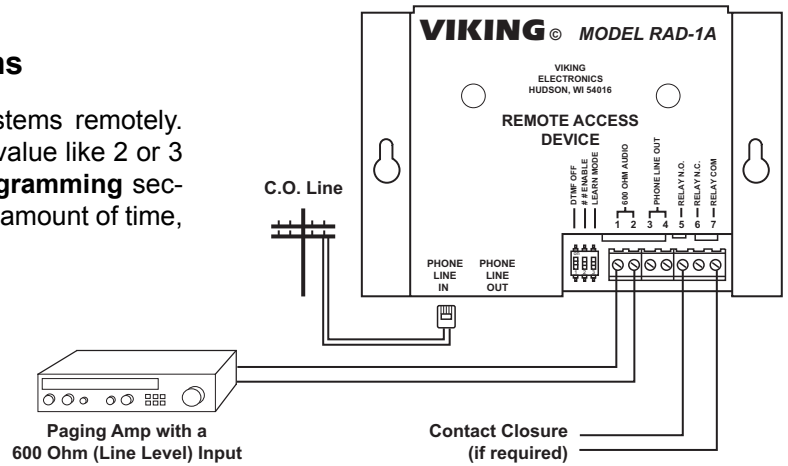 ns
stems remotely.
value like 2 or 3
gramming sec-
amount of time,
VIKING © MODEL RAD-1A
VIKING
ELECTRONICS
HUDSON, WI 54016
REMOTE ACCESS
DEVICE
DTMF OFF
# # ENABLE
LEARN MODE
600 OHM AUDIO
PHONE LINE OUT
RELAY N.O.
RELAY N.C.
RELAY COM
1 2 3 4 5 6 7
C.O. Line
PHONE
LINE
IN
PHONE
LINE
OUT
Paging Amp with a
600 Ohm (Line Level) Input
Contact Closure
(if required)